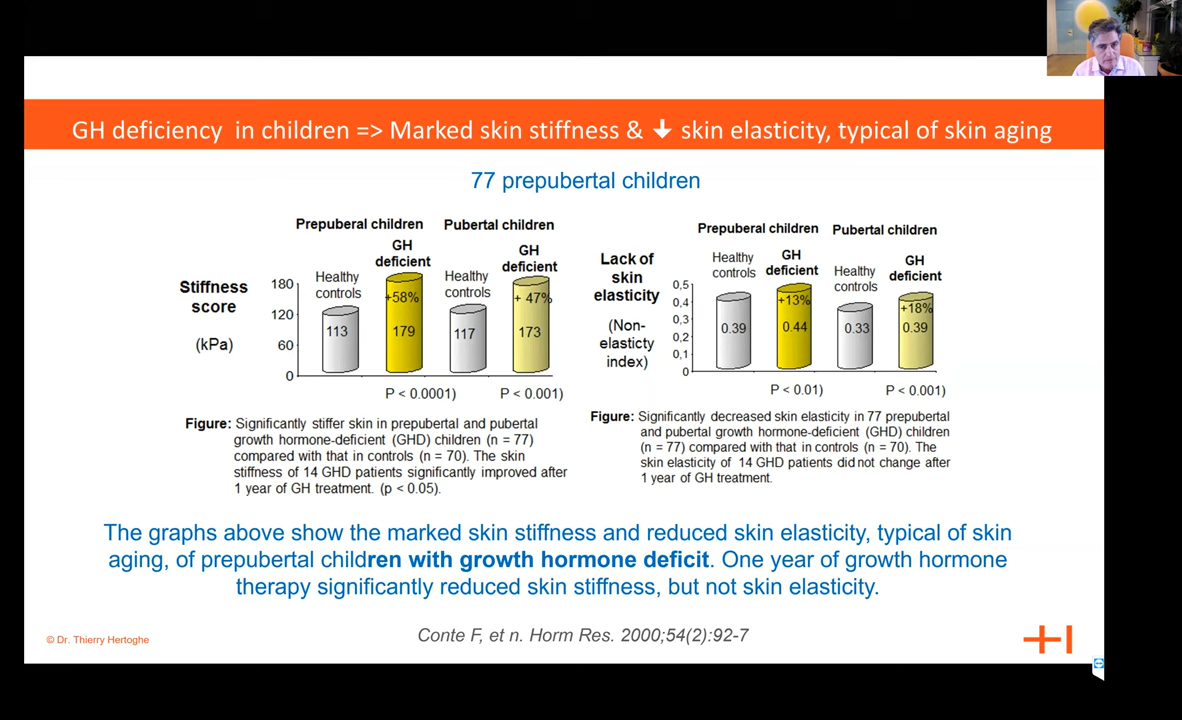 GH deficiency in children => Marked skin stiffness & ↓ skin elasticity, typical of skin aging
77 prepubertal children
Prepuberal children
Pubertal children
Stiffness
score
(kPa)
180
120
60
0
Healthy
controls
GH
deficient
Healthy
controls
GH
deficient
113
+58%
179
117
+ 47%
173
P < 0.0001)
P < 0.001)
Figure: Significantly stiffer skin in prepubertal and pubertal
growth hormone-deficient (GHD) children (n = 77)
compared with that in controls (n = 70). The skin
stiffness of 14 GHD patients significantly improved after
1 year of GH treatment. (p < 0.05).
Prepuberal children
Pubertal children
Lack of
skin
elasticity
(Non-
elasticty
index)
0,5
0,4
0,3
0,2
0,1
0
Healthy
controls
GH
deficient
Healthy
controls
GH
deficient
0.39
+13%
0.44
0.33
+18%
0.39
P < 0.01)
P < 0.001)
Figure: Significantly decreased skin elasticity in 77 prepubertal
and pubertal growth hormone-deficient (GHD) children
(n = 77) compared with that in controls (n = 70). The
skin elasticity of 14 GHD patients did not change after
1 year of GH treatment.
The graphs above show the marked skin stiffness and reduced skin elasticity, typical of skin
aging, of prepubertal children with growth hormone deficit. One year of growth hormone
therapy significantly reduced skin stiffness, but not skin elasticity.
© Dr. Thierry Hertoghe
Conte F, et n. Horm Res. 2000;54(2):92-7